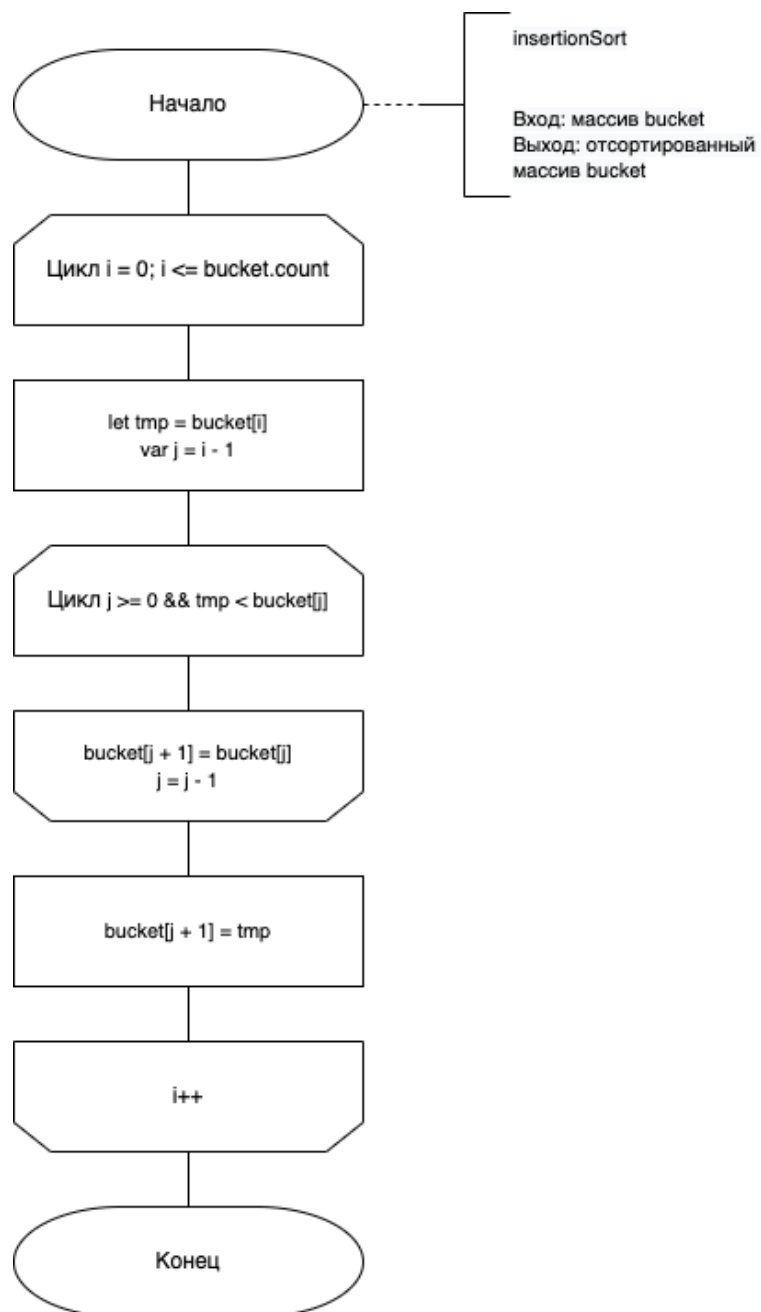 Начало
insertionSort
Вход: массив bucket
Выход: отсортированный
массив bucket
Цикл i = 0; i <= bucket.count
let tmp = bucket[i]
var j = i - 1
Цикл j >= 0 && tmp < bucket[j]
bucket[j + 1] = bucket[j]
j = j - 1
bucket[j + 1] = tmp
i++
Конец